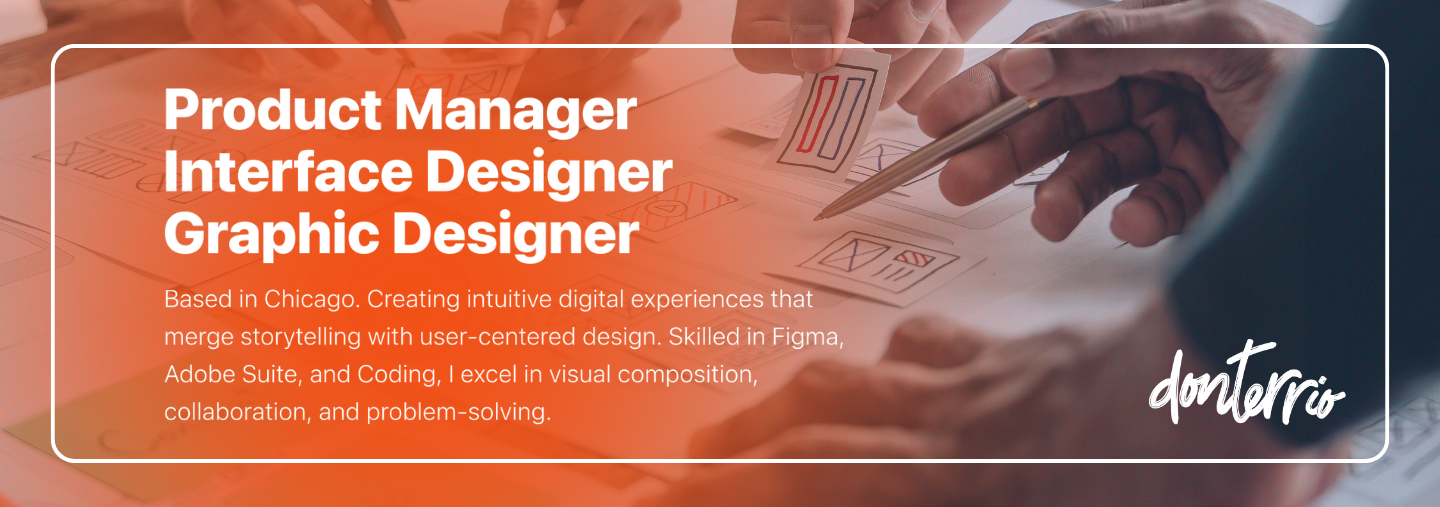 Product Manager
Interface Designer
Graphic Designer
Based in Chicago. Creating intuitive digital experiences that
merge storytelling with user-centered design. Skilled in Figma,
Adobe Suite, and Coding, I excel in visual composition,
collaboration, and problem-solving.
donterrio